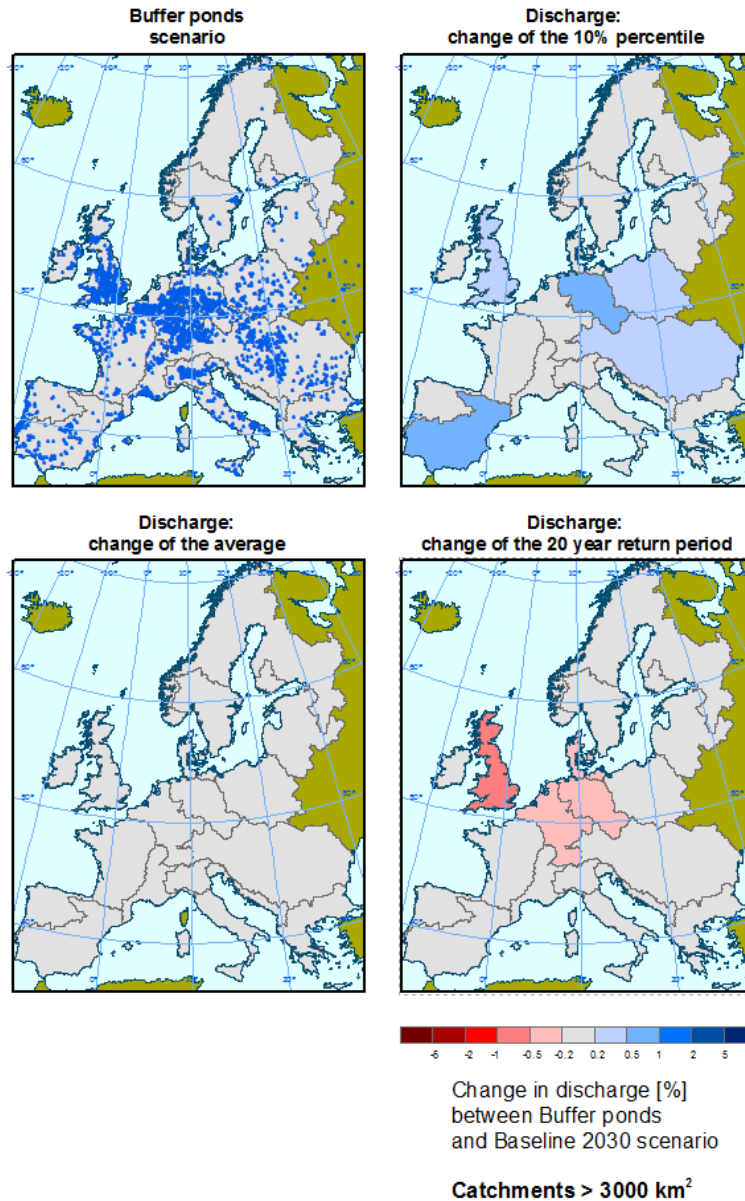 Buffer ponds
scenario
Discharge:
change of the 10% percentile
Discharge:
change of the average
Discharge:
change of the 20 year return period
-5 -2 -1 -0.5 -0.2 0.2 0.5 1 2 5
Change in discharge [%]
between Buffer ponds
and Baseline 2030 scenario
Catchments > 3000 km²